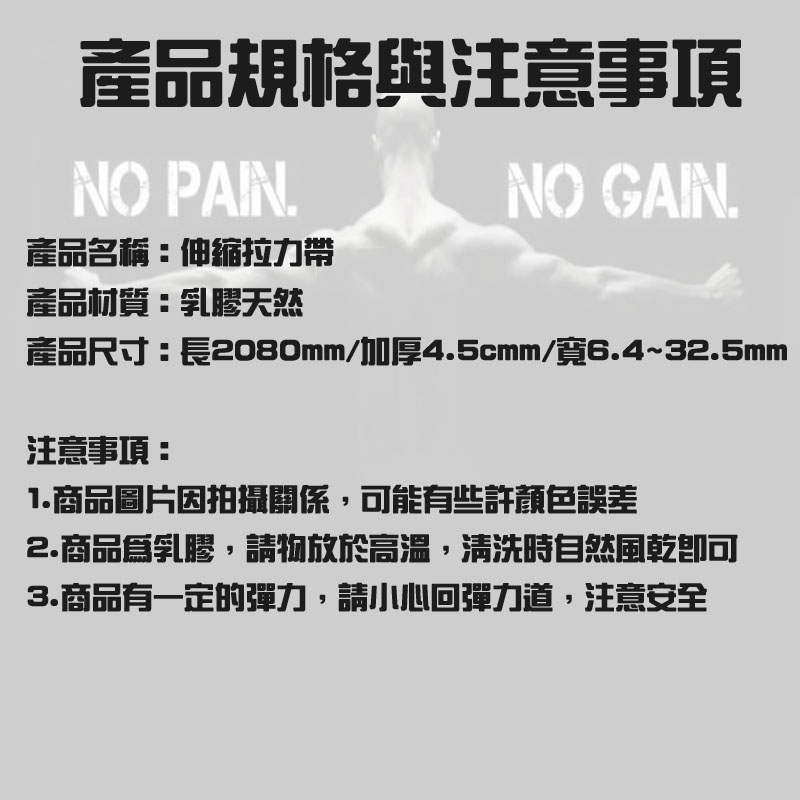 產品規格與注意事項
NO PAIN. NO GAIN.
產品名稱：伸縮拉力帶
產品材質：乳膠天然
產品尺寸：長2080mm/加厚4.5cmm/寬6.4~32.5mm
注意事項：
1.商品圖片因拍攝關係，可能有些許顏色誤差
2.商品為乳膠，請物放於高溫，清洗時自然風乾即可
3.商品有一定的彈力，請小心回彈力道，注意安全